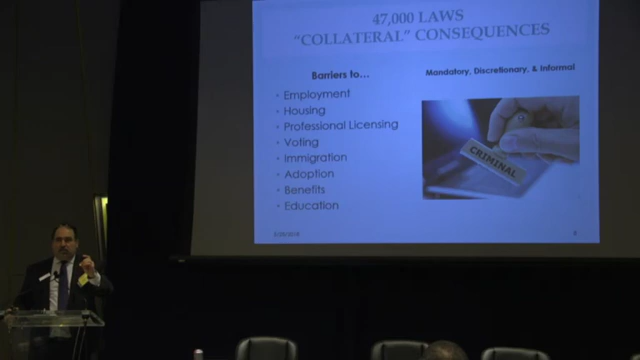 47,000 LAWS
"COLLATERAL" CONSEQUENCES
Barriers to…
Mandatory, Discretionary, & Informal
• Employment
• Housing
• Professional Licensing
• Voting
• Immigration
• Adoption
• Benefits
• Education
CRIMINAL